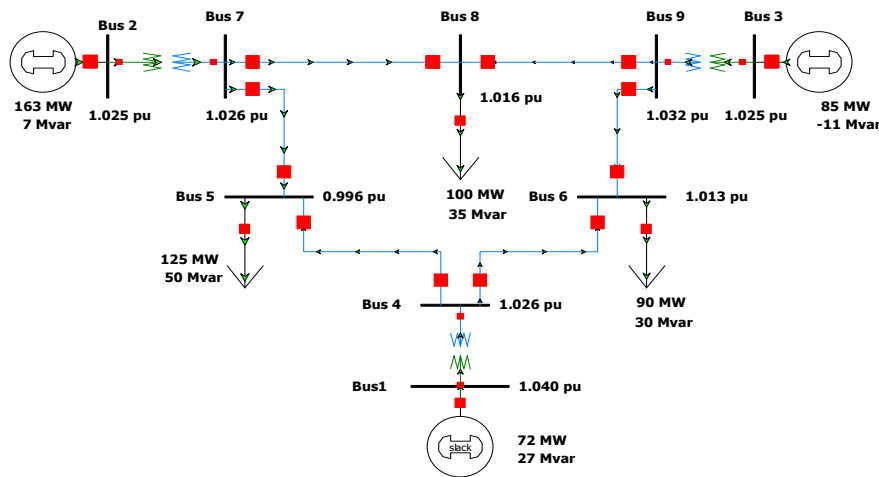 Bus 2
Bus 7
Bus 8
Bus 9
Bus 3
163 MW
7 Mvar
1.025 pu
1.026 pu
1.016 pu
1.032 pu
1.025 pu
85 MW
-11 Mvar
Bus 5
0.996 pu
100 MW
35 Mvar
Bus 6
1.013 pu
125 MW
50 Mvar
Bus 4
1.026 pu
90 MW
30 Mvar
Bus1
1.040 pu
slack
72 MW
27 Mvar